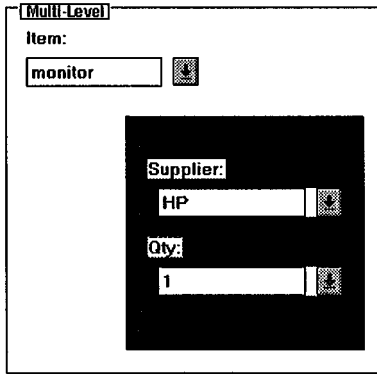 Multi-Level
Item:
monitor
Supplier:
HP
Qty:
1